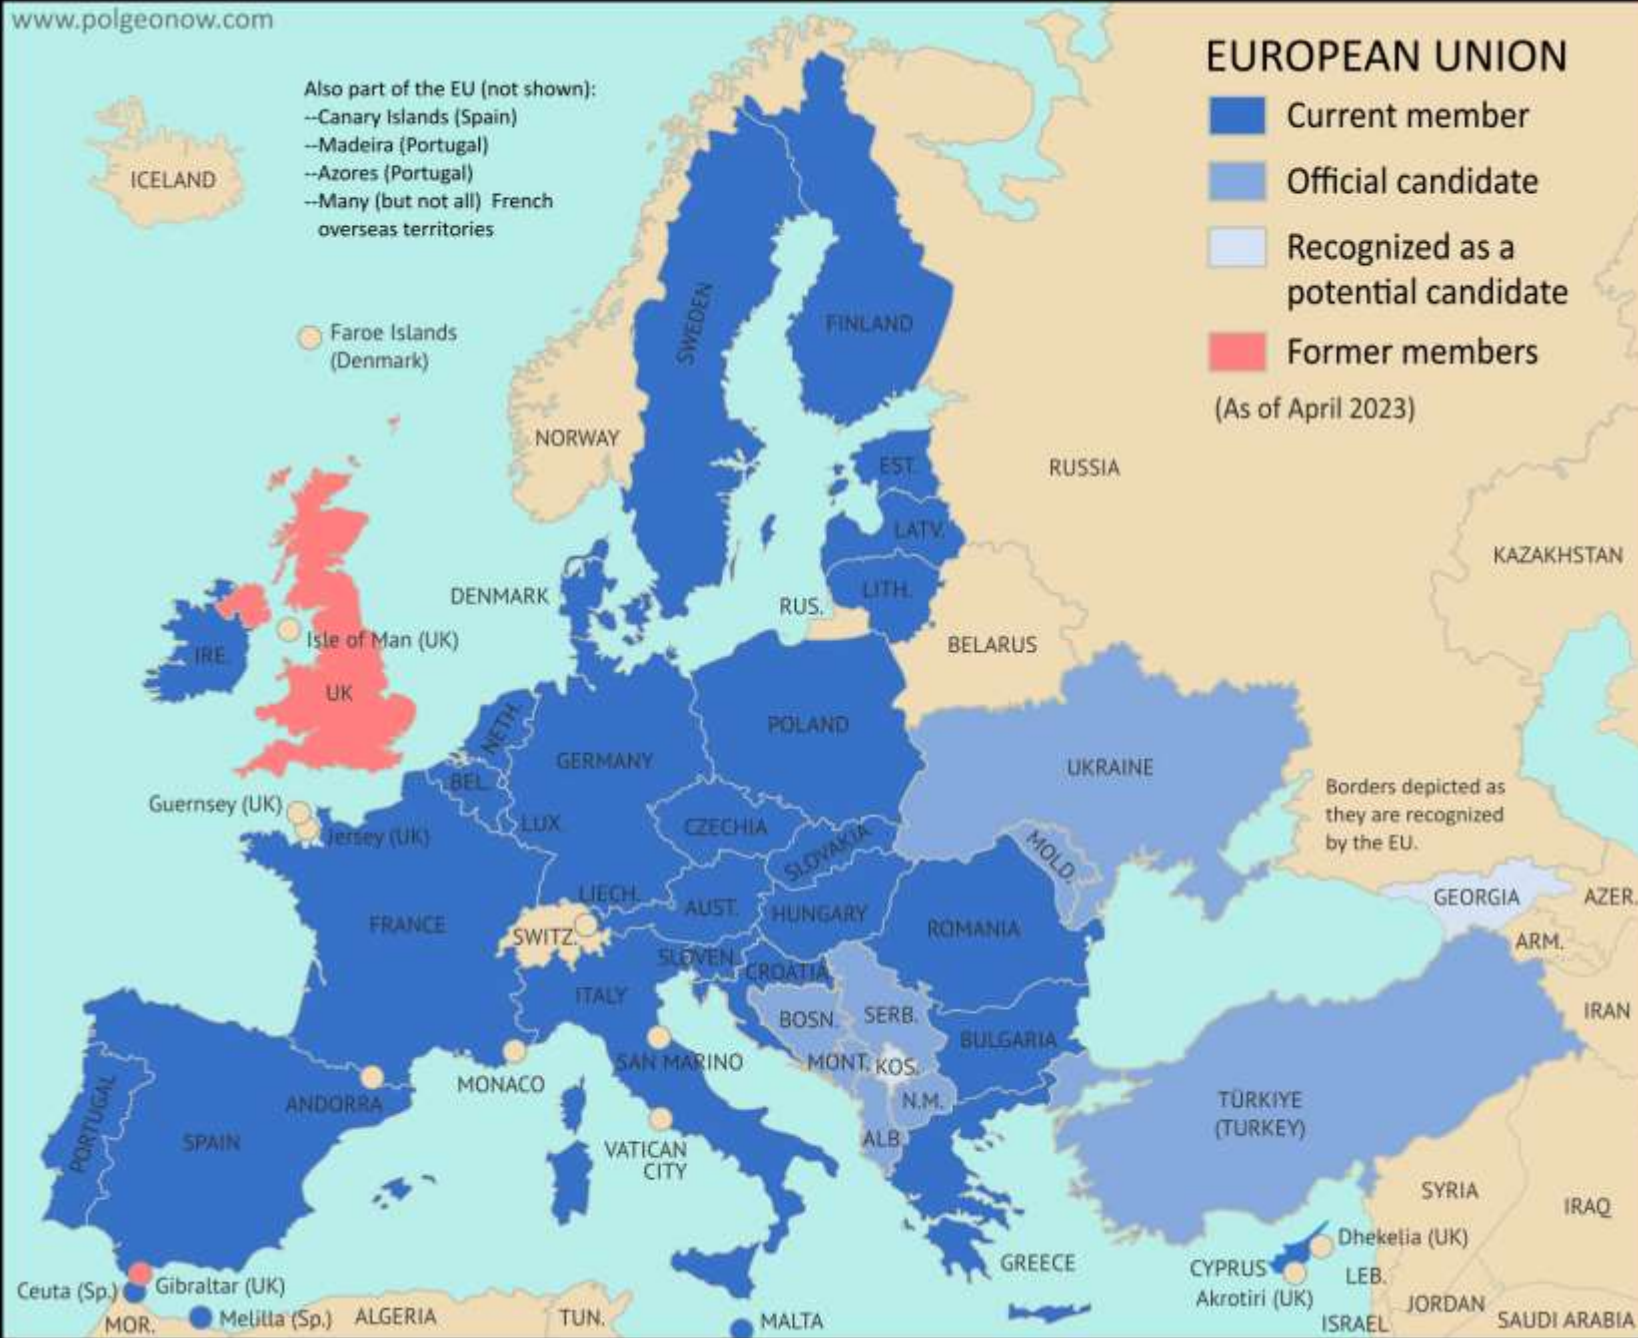 www.polgeonow.com
EUROPEAN UNION
Current member
Official candidate
Recognized as a
potential candidate
Former members
(As of April 2023)
Also part of the EU (not shown):
--Canary Islands (Spain)
--Madeira (Portugal)
--Azores (Portugal)
--Many (but not all) French
overseas territories
ICELAND
Faroe Islands
(Denmark)
SWEDEN
FINLAND
NORWAY
RUSSIA
EST.
LATV.
LITH.
KAZAKHSTAN
DENMARK
RUS.
BELARUS
Isle of Man (UK)
IRE.
UK
NETH.
POLAND
GERMANY
UKRAINE
BEL.
Borders depicted as
they are recognized
by the EU.
Guernsey (UK)
Jersey (UK)
LUX.
CZECHIA
SLOVAKIA
MOLD.
LIECH.
AUST.
HUNGARY
FRANCE
SWITZ.
ROMANIA
GEORGIA
AZER.
ARM.
SLOVEN.
CROATIA
ITALY
BOSN.
SERB.
IRAN
BULGARIA
SAN MARINO
MONT.
KOS.
MONACO
ANDORRA
N.M.
TÜRKIYE
(TURKEY)
PORTUGAL
SPAIN
VATICAN
CITY
ALB.
SYRIA
IRAQ
Dhekelia (UK)
CYPRUS
Akrotiri (UK)
LEB.
GREECE
Ceuta (Sp.)
Gibraltar (UK)
Melilla (Sp.)
MOR.
ALGERIA
TUN.
MALTA
ISRAEL
JORDAN
SAUDI ARABIA